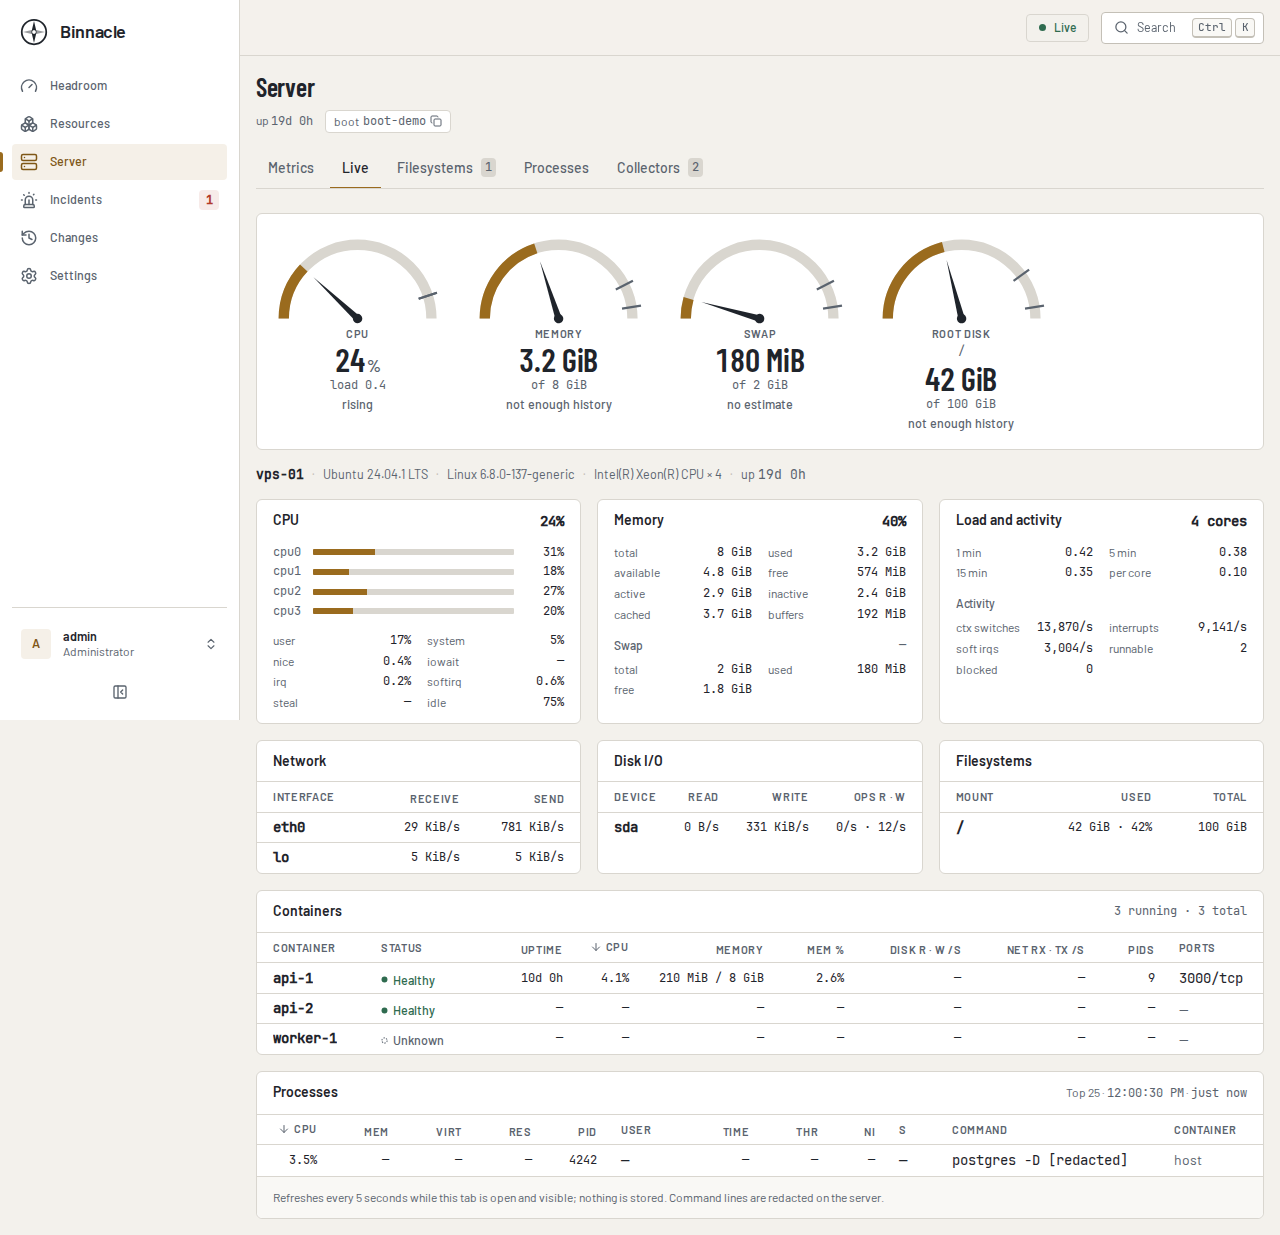 Binnacle
Live
Search Ctrl K
Headroom
Resources
Server
Incidents 1
Changes
Settings
A
admin
Administrator
Server
up 19d 0h boot boot-demo
Metrics Live Filesystems 1 Processes Collectors 2
CPU
24%
load 0.4
rising
MEMORY
3.2 GiB
of 8 GiB
not enough history
SWAP
180 MiB
of 2 GiB
no estimate
ROOT DISK
/
42 GiB
of 100 GiB
not enough history
vps-01 · Ubuntu 24.04.1 LTS · Linux 6.8.0-137-generic · Intel(R) Xeon(R) CPU × 4 · up 19d 0h
CPU 24%
cpu0 31%
cpu1 18%
cpu2 27%
cpu3 20%
user 17% system 5%
nice 0.4% iowait —
irq 0.2% softirq 0.6%
steal — idle 75%
Memory 40%
total 8 GiB used 3.2 GiB
available 4.8 GiB free 574 MiB
active 2.9 GiB inactive 2.4 GiB
cached 3.7 GiB buffers 192 MiB
Swap —
total 2 GiB used 180 MiB
free 1.8 GiB
Load and activity 4 cores
1 min 0.42 5 min 0.38
15 min 0.35 per core 0.10
Activity
ctx switches 13,870/s interrupts 9,141/s
soft irqs 3,004/s runnable 2
blocked 0
Network
INTERFACE RECEIVE SEND
eth0 29 KiB/s 781 KiB/s
lo 5 KiB/s 5 KiB/s
Disk I/O
DEVICE READ WRITE OPS R · W
sda 0 B/s 331 KiB/s 0/s · 12/s
Filesystems
MOUNT USED TOTAL
/ 42 GiB · 42% 100 GiB
Containers 3 running · 3 total
CONTAINER STATUS UPTIME ↓ CPU MEMORY MEM % DISK R · W /S NET RX · TX /S PIDS PORTS
api-1 Healthy 10d 0h 4.1% 210 MiB / 8 GiB 2.6% — — 9 3000/tcp
api-2 Healthy — — — — — — — —
worker-1 Unknown — — — — — — — —
Processes Top 25 · 12:00:30 PM · just now
↓ CPU MEM VIRT RES PID USER TIME THR NI S COMMAND CONTAINER
3.5% — — — 4242 — — — — — postgres -D [redacted] host
Refreshes every 5 seconds while this tab is open and visible; nothing is stored. Command lines are redacted on the server.